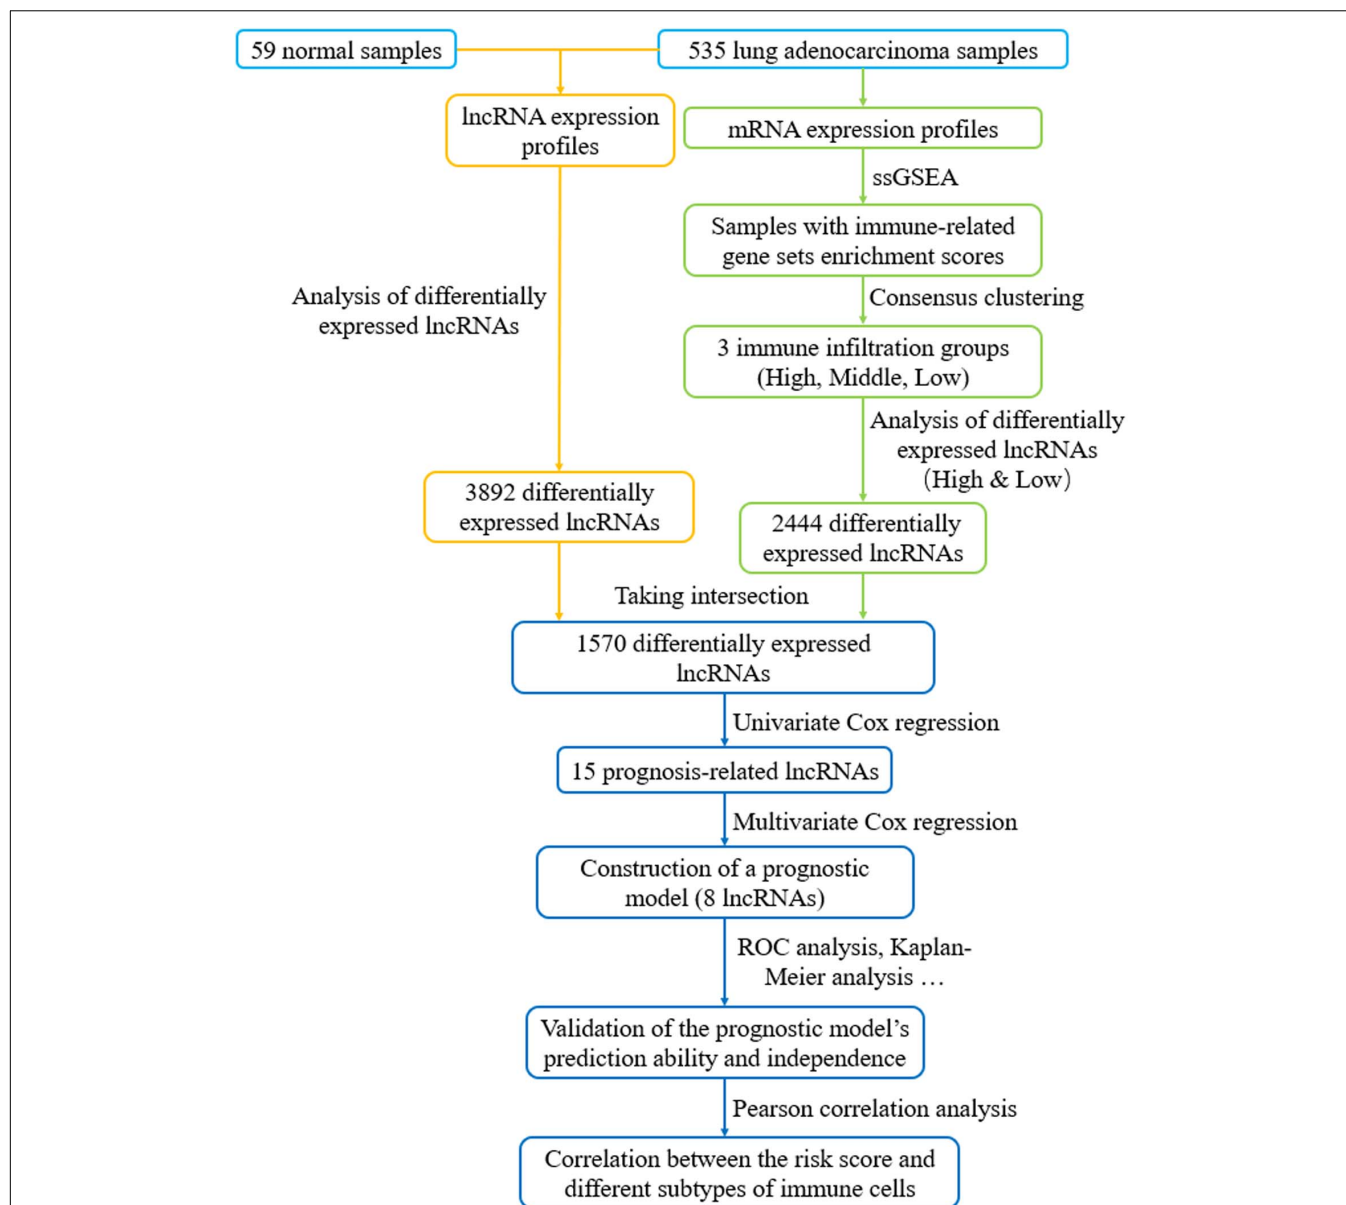 59 normal samples
535 lung adenocarcinoma samples
lncRNA expression
profiles
mRNA expression profiles
ssGSEA
Samples with immune-related
gene sets enrichment scores
Analysis of differentially
expressed lncRNAs
Consensus clustering
3 immune infiltration groups
(High, Middle, Low)
Analysis of differentially
expressed lncRNAs
（High & Low）
3892 differentially
expressed lncRNAs
2444 differentially
expressed lncRNAs
Taking intersection
1570 differentially expressed
lncRNAs
Univariate Cox regression
15 prognosis-related lncRNAs
Multivariate Cox regression
Construction of a prognostic
model (8 lncRNAs)
ROC analysis, Kaplan-
Meier analysis …
Validation of the prognostic model’s
prediction ability and independence
Pearson correlation analysis
Correlation between the risk score and
different subtypes of immune cells